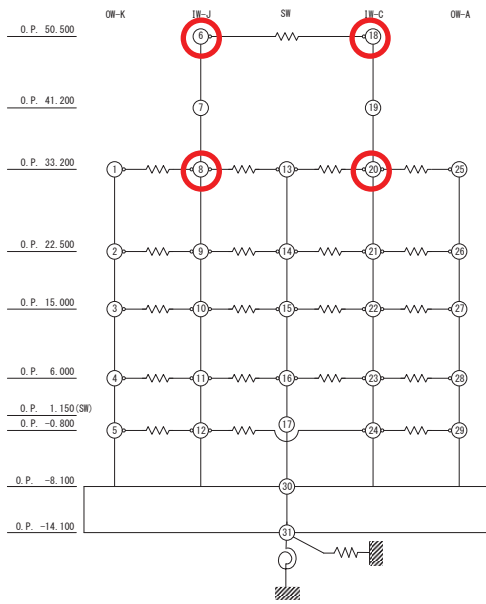 OW-K IW-J SW IW-C OW-A
O.P. 50.500 6 18
O.P. 41.200 7 19
O.P. 33.200 1 8 13 20 25
O.P. 22.500 2 9 14 21 26
O.P. 15.000 3 10 15 22 27
O.P. 6.000 4 11 16 23 28
O.P. 1.150(SW) 17
O.P. -0.800 5 12 24 29
O.P. -8.100 30
O.P. -14.100 31